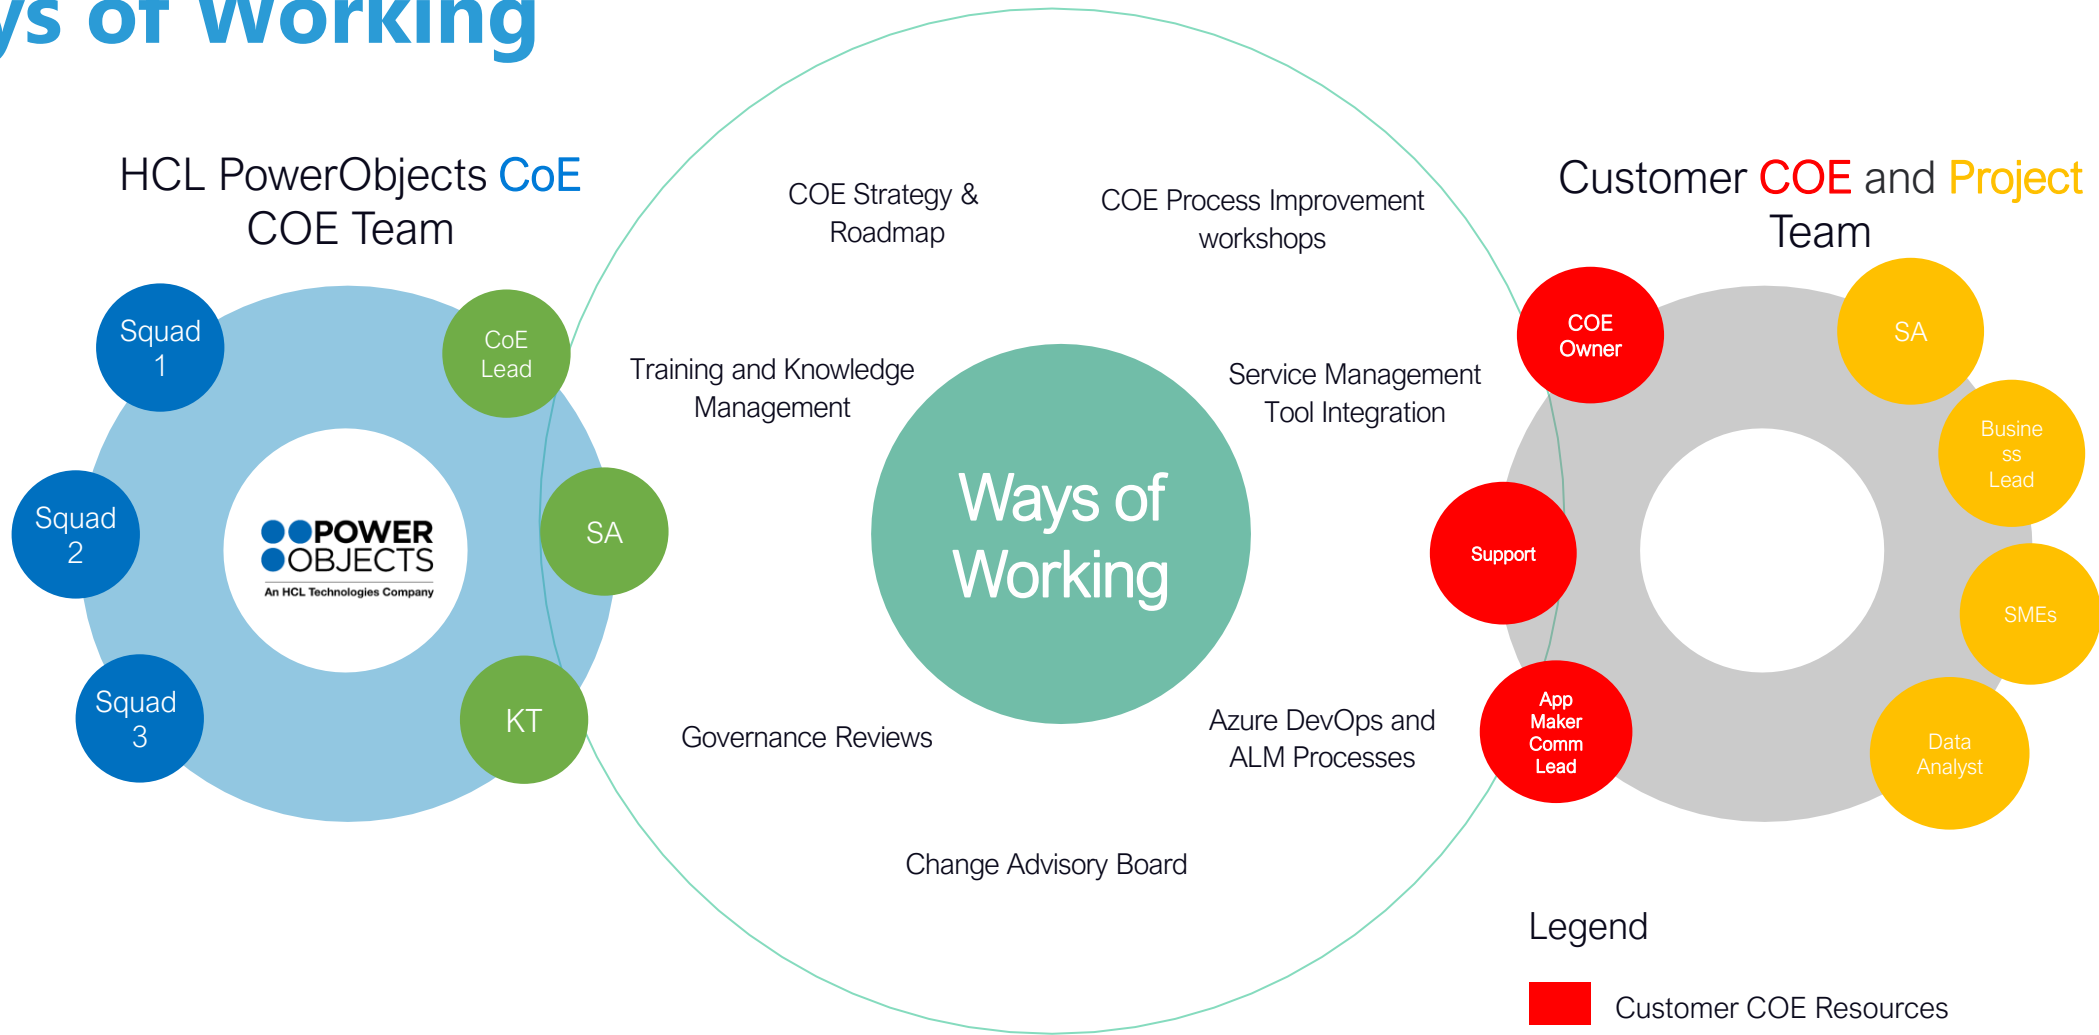 ys of Working
HCL PowerObjects CoE
COE Team
Squad
1
Squad
2
Squad
3
CoE
Lead
SA
KT
POWER
OBJECTS
An HCL Technologies Company
COE Strategy &
Roadmap
COE Process Improvement
workshops
Training and Knowledge
Management
Service Management
Tool Integration
Ways of
Working
Governance Reviews
Azure DevOps and
ALM Processes
Change Advisory Board
Customer COE and Project
Team
COE
Owner
Support
App
Maker
Comm
Lead
SA
Busine
ss
Lead
SMEs
Data
Analyst
Legend
Customer COE Resources